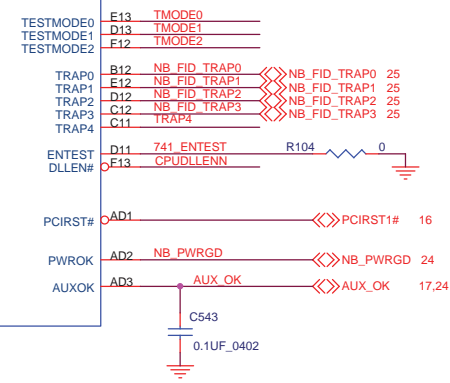 TESTMODE0 E13 TMODE0
TESTMODE1 D13 TMODE1
TESTMODE2 F12 TMODE2
TRAP0 B12 NB_FID_TRAP0 NB_FID_TRAP0 25
TRAP1 E12 NB_FID_TRAP1 NB_FID_TRAP1 25
TRAP2 D12 NB_FID_TRAP2 NB_FID_TRAP2 25
TRAP3 C12 NB_FID_TRAP3 NB_FID_TRAP3 25
TRAP4 C11 TRAP4
ENTEST D11 741_ENTEST R104 0
DLLEN# F13 CPUDLLENN
PCIRST# AD1 PCIRST1# 16
PWROK AD2 NB_PWRGD NB_PWRGD 24
AUXOK AD3 AUX_OK AUX_OK 17,24
C543
0.1UF_0402